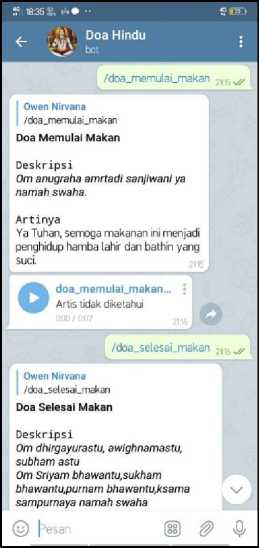 18:35
Doa Hindu
bot
/doa_memulai_makan 21:15
Owen Nirvana
/doa_memulai_makan
Doa Memulai Makan
Deskripsi
Om anugraha amrtadi sanjiwani ya
namah swaha.
Artinya
Ya Tuhan, semoga makanan ini menjadi
penghidup hamba lahir dan bathin yang
suci.
21:15
doa_memulai_makan...
Artis tidak diketahui
0:00 / 0:07
21:16
/doa_selesai_makan
Owen Nirvana
/doa_selesai_makan
Doa Selesai Makan
Deskripsi
Om dhirgayurastu, awighnamastu,
subham astu
Om Sriyam bhawantu,sukham
bhawantu,purnam bhawantu,ksama
sampurnaya namah swaha
Pesan